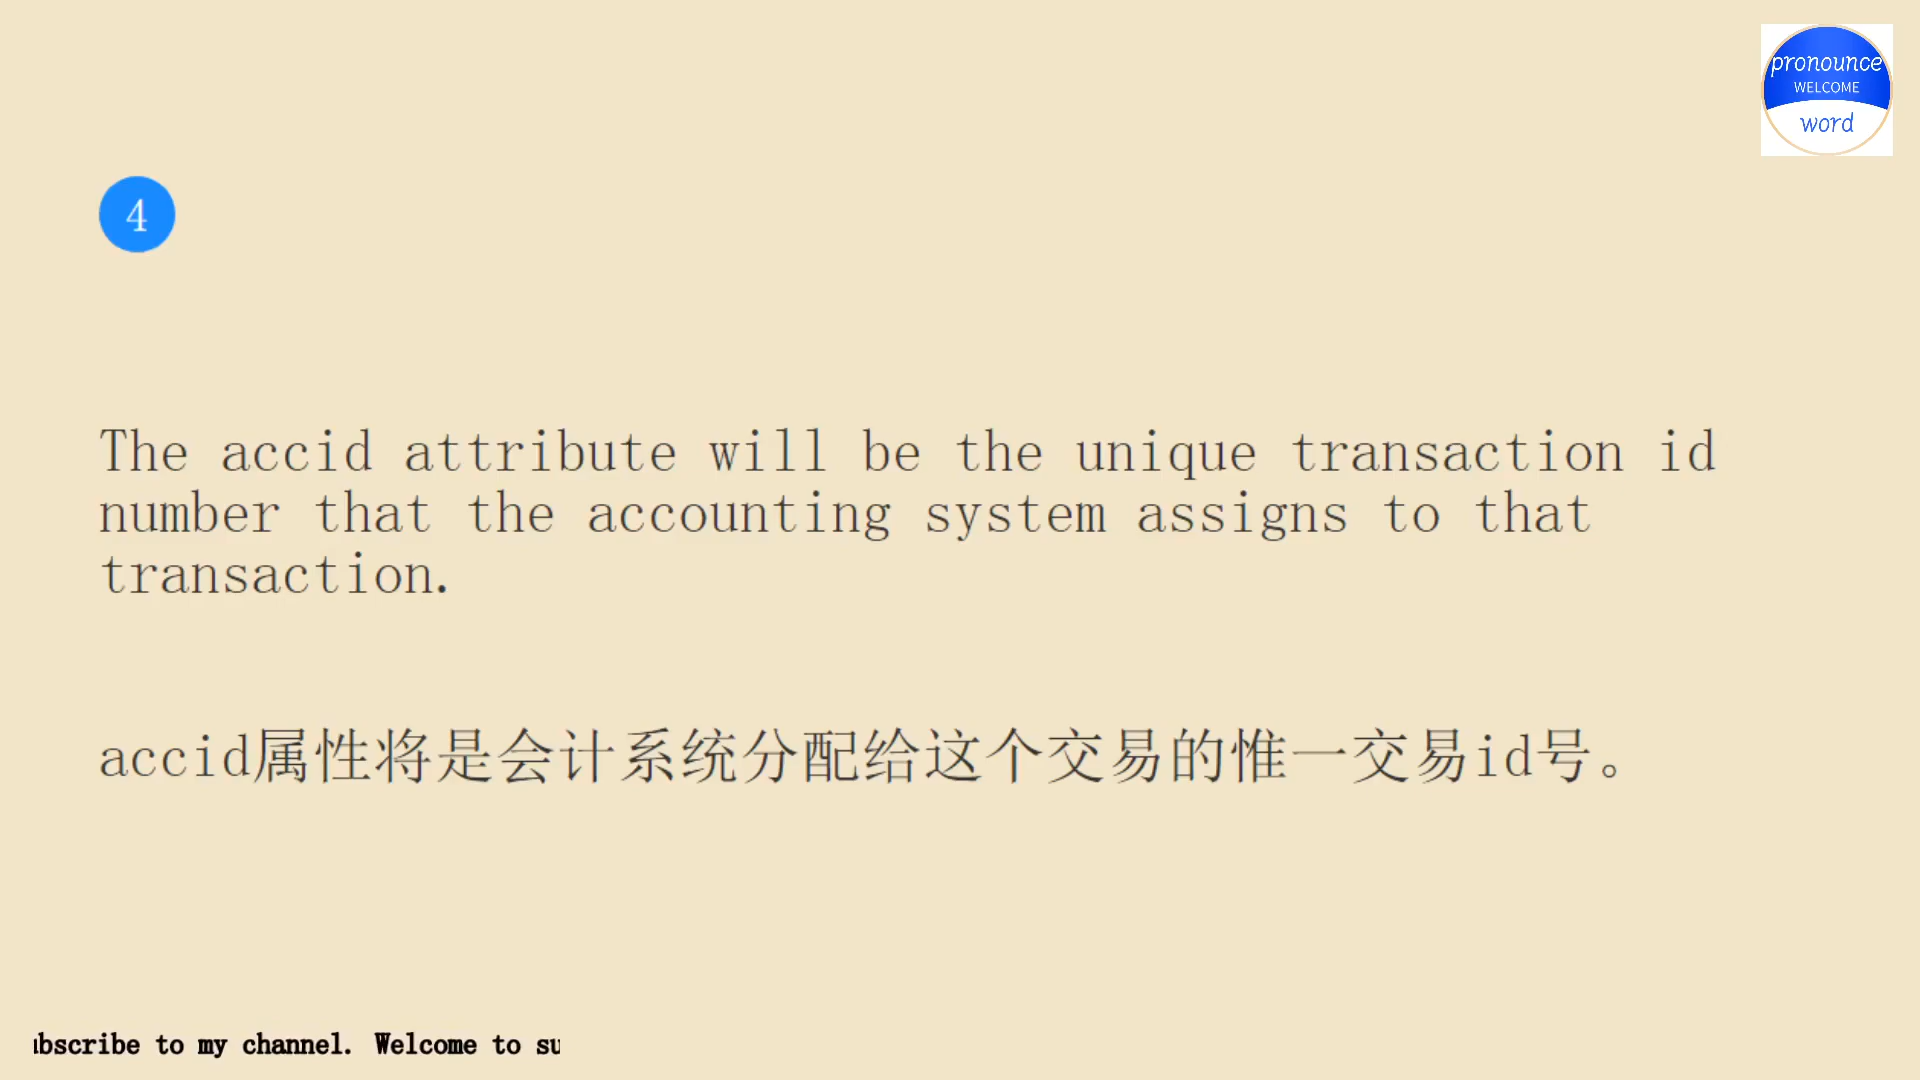 pronounce
WELCOME
word
4
The accid attribute will be the unique transaction id
number that the accounting system assigns to that
transaction.
accid属性将是会计系统分配给这个交易的惟一交易id号。
ubscribe to my channel. Welcome to su